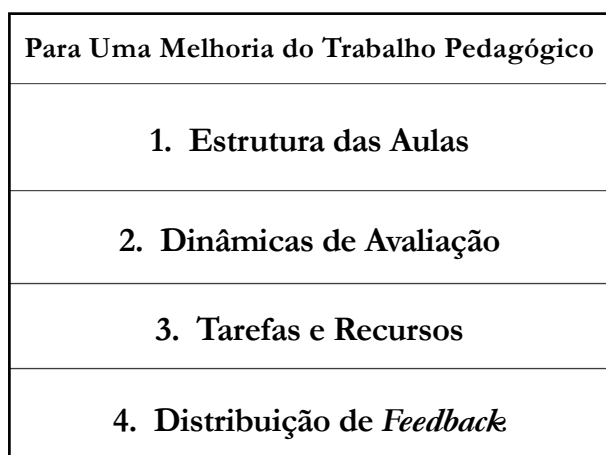 Para Uma Melhoria do Trabalho Pedagógico
1. Estrutura das Aulas
2. Dinâmicas de Avaliação
3. Tarefas e Recursos
4. Distribuição de Feedback